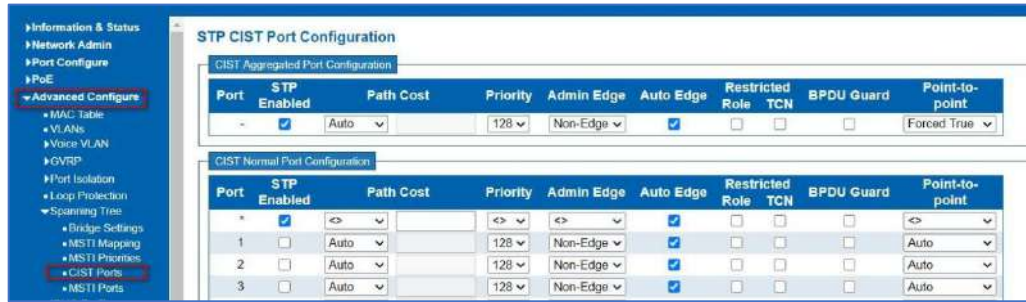 Information & Status
Network Admin
Port Configure
PoE
Advanced Configure
MAC Table
VLANs
Voice VLAN
GVRP
Port Isolation
Loop Protection
Spanning Tree
Bridge Settings
MSTI Mapping
MSTI Priorities
CIST Ports
MSTI Ports
STP CIST Port Configuration
CIST Aggregated Port Configuration
Port STP Enabled Path Cost Priority Admin Edge Auto Edge Restricted Role TCN BPDU Guard Point-to-point
- Auto 128 Non-Edge Forced True
CIST Normal Port Configuration
Port STP Enabled Path Cost Priority Admin Edge Auto Edge Restricted Role TCN BPDU Guard Point-to-point
* <> <> <> <>
1 Auto 128 Non-Edge Auto
2 Auto 128 Non-Edge Auto
3 Auto 128 Non-Edge Auto